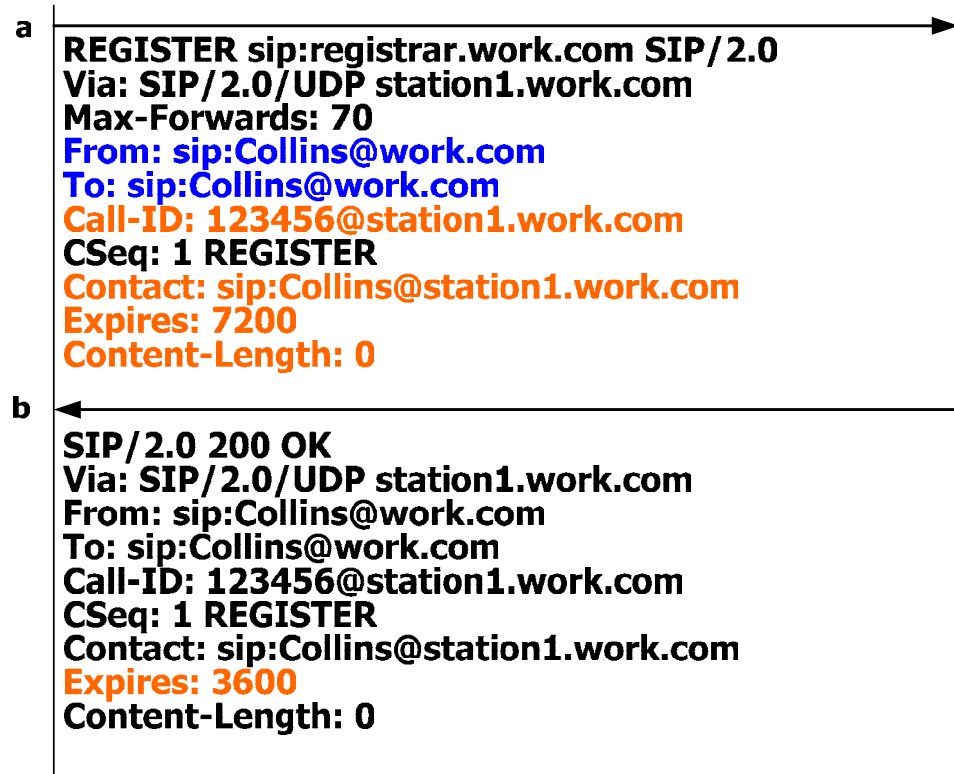 a
REGISTER sip:registrar.work.com SIP/2.0
Via: SIP/2.0/UDP station1.work.com
Max-Forwards: 70
From: sip:Collins@work.com
To: sip:Collins@work.com
Call-ID: 123456@station1.work.com
CSeq: 1 REGISTER
Contact: sip:Collins@station1.work.com
Expires: 7200
Content-Length: 0
b
SIP/2.0 200 OK
Via: SIP/2.0/UDP station1.work.com
From: sip:Collins@work.com
To: sip:Collins@work.com
Call-ID: 123456@station1.work.com
CSeq: 1 REGISTER
Contact: sip:Collins@station1.work.com
Expires: 3600
Content-Length: 0